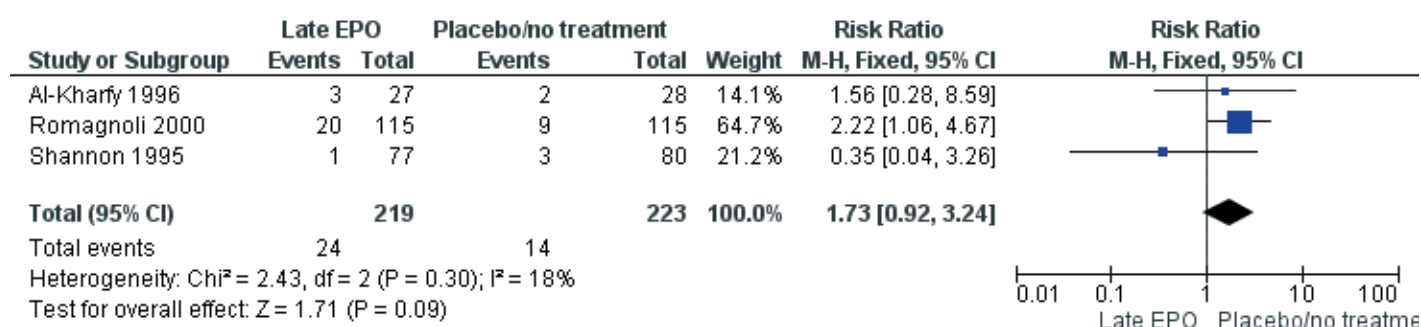 Late EPO Placebo/no treatment Risk Ratio Risk Ratio
Study or Subgroup Events Total Events Total Weight M-H, Fixed, 95% CI M-H, Fixed, 95% CI
Al-Kharfy 1996 3 27 2 28 14.1% 1.56 [0.28, 8.59]
Romagnoli 2000 20 115 9 115 64.7% 2.22 [1.06, 4.67]
Shannon 1995 1 77 3 80 21.2% 0.35 [0.04, 3.26]
Total (95% CI) 219 223 100.0% 1.73 [0.92, 3.24]
Total events 24 14
Heterogeneity: Chi² = 2.43, df = 2 (P = 0.30); I² = 18%
Test for overall effect: Z = 1.71 (P = 0.09)
0.01 0.1 1 10 100
Late EPO Placebo/no treatme